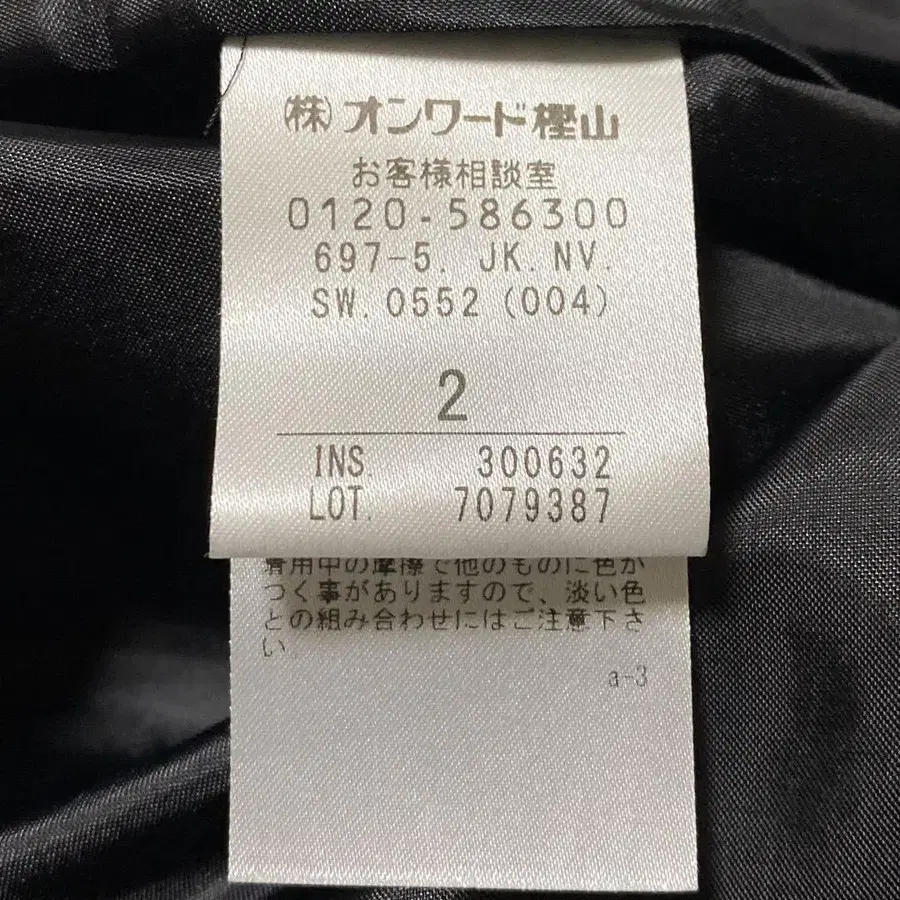 ㈱オンワード樫山
お客様相談室
0120-586300
697-5. JK. NV.
SW. 0552 (004)
2
INS. 300632
LOT. 7079387
着用中の摩擦で他のものに色が
つく事がありますので、淡い色
との組み合わせにはご注意下さ
い。
a-3